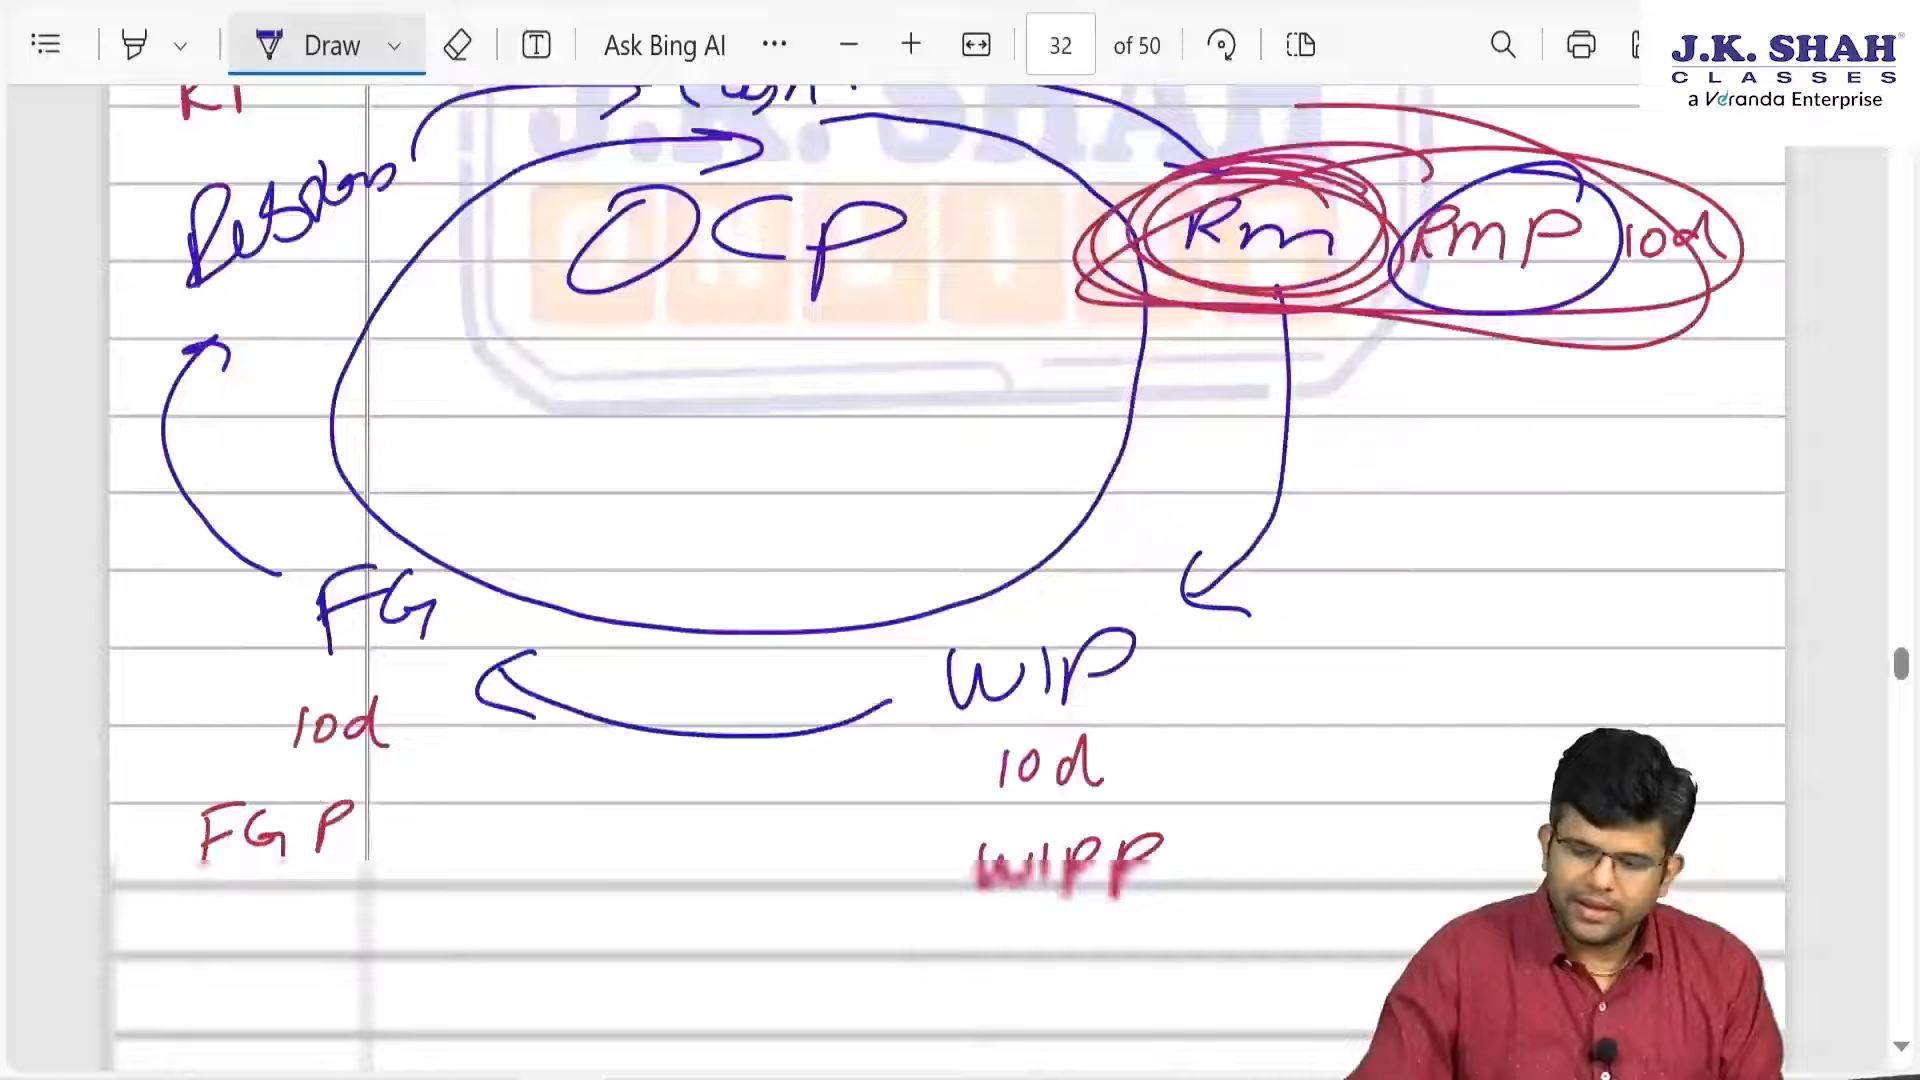 Draw
Ask Bing AI
32 of 50
J.K. SHAH
CLASSES
a Veranda Enterprise
J.K. SHAH
Debtors
OCP
Rm RMP 10d
FG
WIP
10d
10d
FGP
WIPP